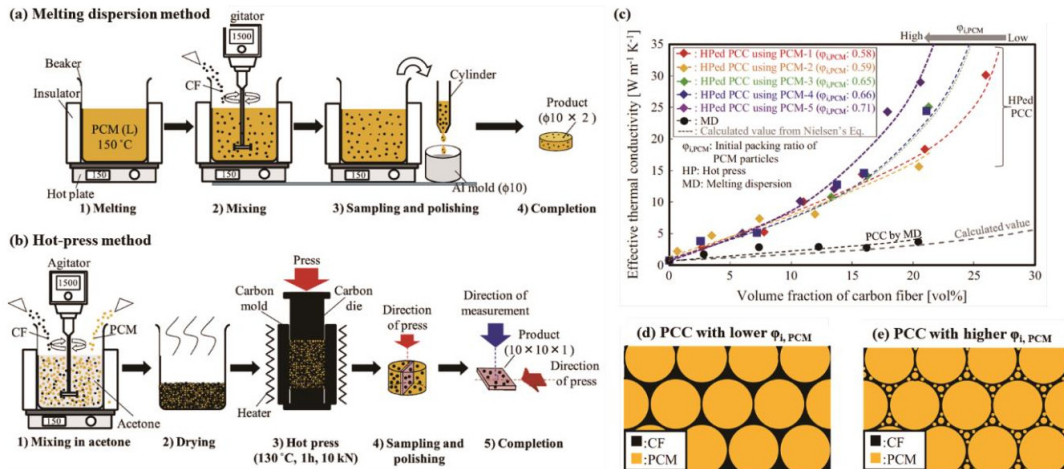 (a) Melting dispersion method
gitator
1500
Beaker
Insulator
CF
Cylinder
Product
(ϕ10 × 2)
PCM (L)
150 °C
150
150
Hot plate
Al mold (ϕ10)
1) Melting
2) Mixing
3) Sampling and polishing
4) Completion
(b) Hot-press method
Agitator
1500
CF
PCM
Acetone
150
Press
Carbon
mold
Carbon
die
Heater
Direction
of press
Direction of
measurement
Product
(10×10×1)
Direction
of press
1) Mixing in acetone
2) Drying
3) Hot press
(130 °C, 1h, 10 kN)
4) Sampling and
polishing
5) Completion
(c)
φi,PCM
High
Low
Effective thermal conductivity [W m⁻¹ K⁻¹]
35
30
25
20
15
10
5
0
: HPed PCC using PCM-1 (φi,PCM: 0.58)
: HPed PCC using PCM-2 (φi,PCM: 0.59)
: HPed PCC using PCM-3 (φi,PCM: 0.65)
: HPed PCC using PCM-4 (φi,PCM: 0.66)
: HPed PCC using PCM-5 (φi,PCM: 0.71)
: MD
: Calculated value from Nielsen's Eq.
φi,PCM: Initial packing ratio of
PCM particles
HP: Hot press
MD: Melting dispersion
HPed
PCC
PCC by MD
Calculated value
0
5
10
15
20
25
30
Volume fraction of carbon fiber [vol%]
(d) PCC with lower φi, PCM
:CF
:PCM
(e) PCC with higher φi, PCM
:CF
:PCM